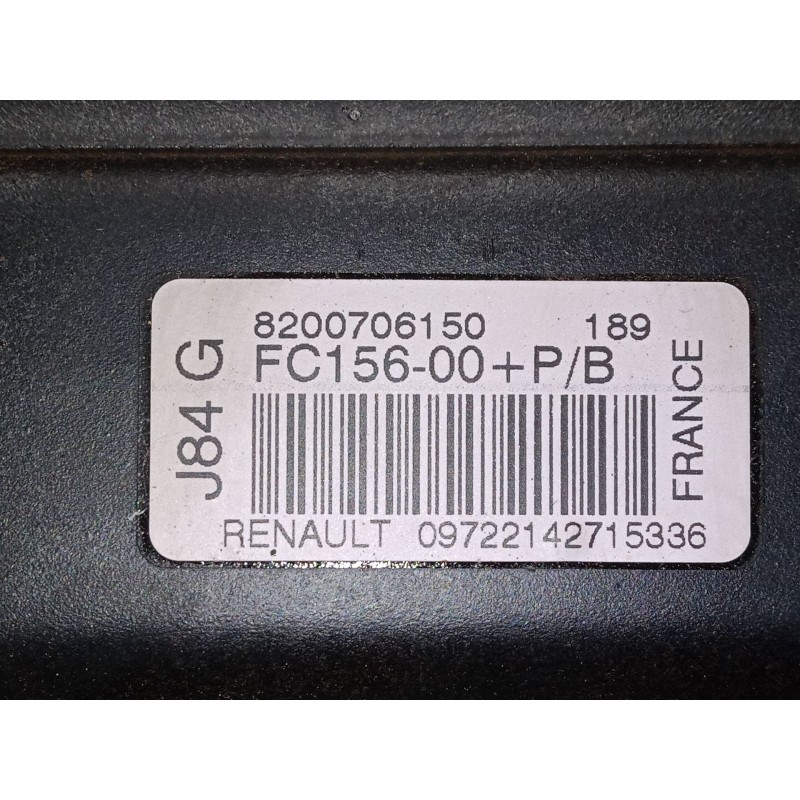 J84 G
8200706150 189
FC156-00+P/B
RENAULT 09722142715336
FRANCE